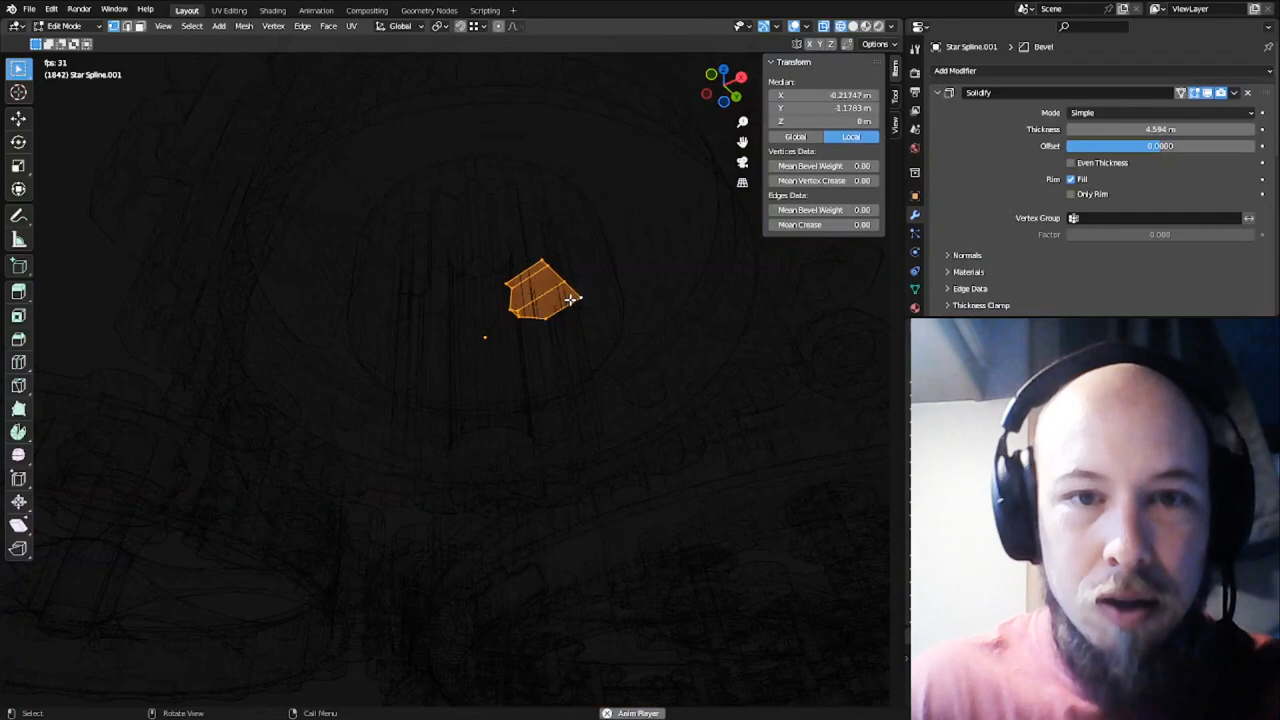 File Edit Render Window Help Layout UV Editing Shading Animation Compositing Geometry Nodes Scripting + Scene ViewLayer
Edit Mode View Select Add Mesh Vertex Edge Face UV Global
X Y Z Options
fps: 31
(1842) Star Spline.001
Transform
Median:
X -0.21747 m
Y -1.1783 m
Z 0 m
Global Local
Vertices Data:
Mean Bevel Weight 0.00
Mean Vertex Crease 0.00
Edges Data:
Mean Bevel Weight 0.00
Mean Crease 0.00
Item
Tool
View
Star Spline.001 > Bevel
Add Modifier
Solidify
Mode Simple
Thickness 4.594 m
Offset 0.0000
Even Thickness
Rim Fill
Only Rim
Vertex Group
Factor 0.000
Normals
Materials
Edge Data
Thickness Clamp
Select Rotate View Call Menu Anim Player